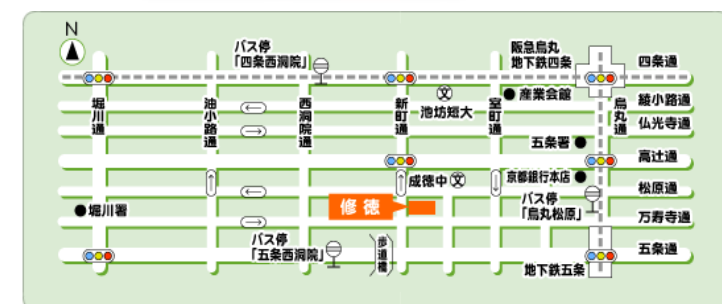 N
バス停
「四条西洞院」
阪急烏丸
地下鉄四条
四条通
堀川通
油小路通
西洞院通
新町通
室町通
烏丸通
池坊短大
文
●産業会館
綾小路通
仏光寺通
五条署●
高辻通
成徳中
文
京都銀行本店●
松原通
修徳
バス停
「烏丸松原」
●堀川署
万寿寺通
バス停
「五条西洞院」
歩道橋
五条通
地下鉄五条